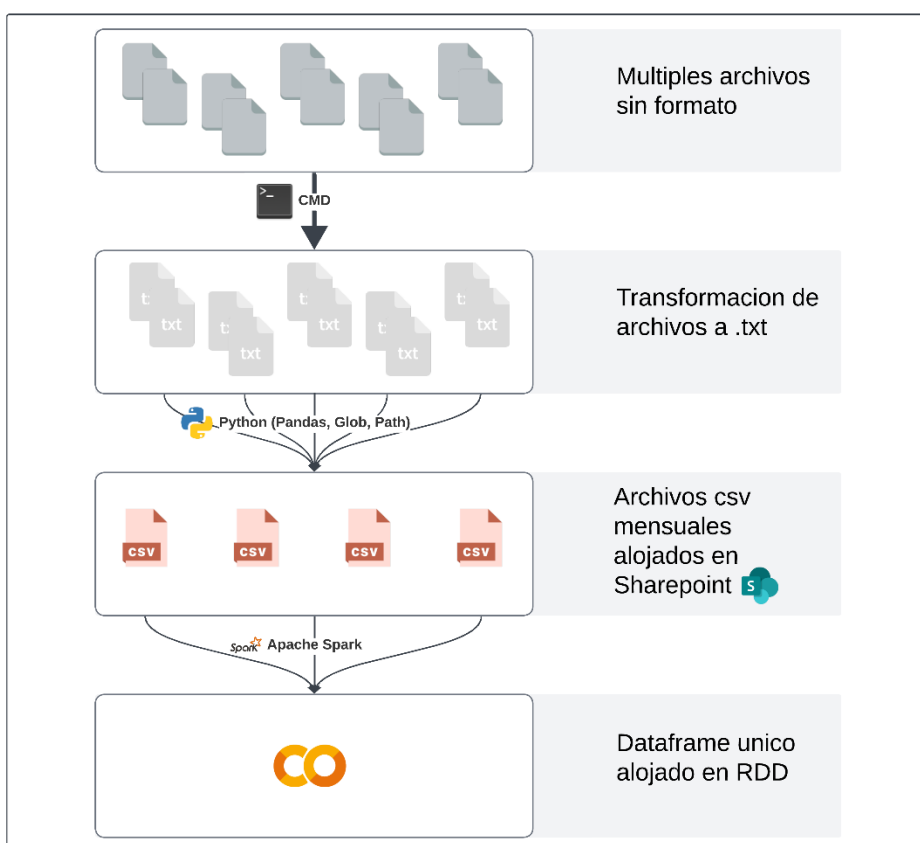 Multiples archivos
sin formato
>_
CMD
Transformacion de
archivos a .txt
t:
txt
txt
t:
txt
t:
txt
t:
txt
txt
Python (Pandas, Glob, Path)
Archivos csv
mensuales
alojados en
Sharepoint
S
csv
csv
csv
csv
Spark
Apache Spark
Dataframe unico
alojado en RDD